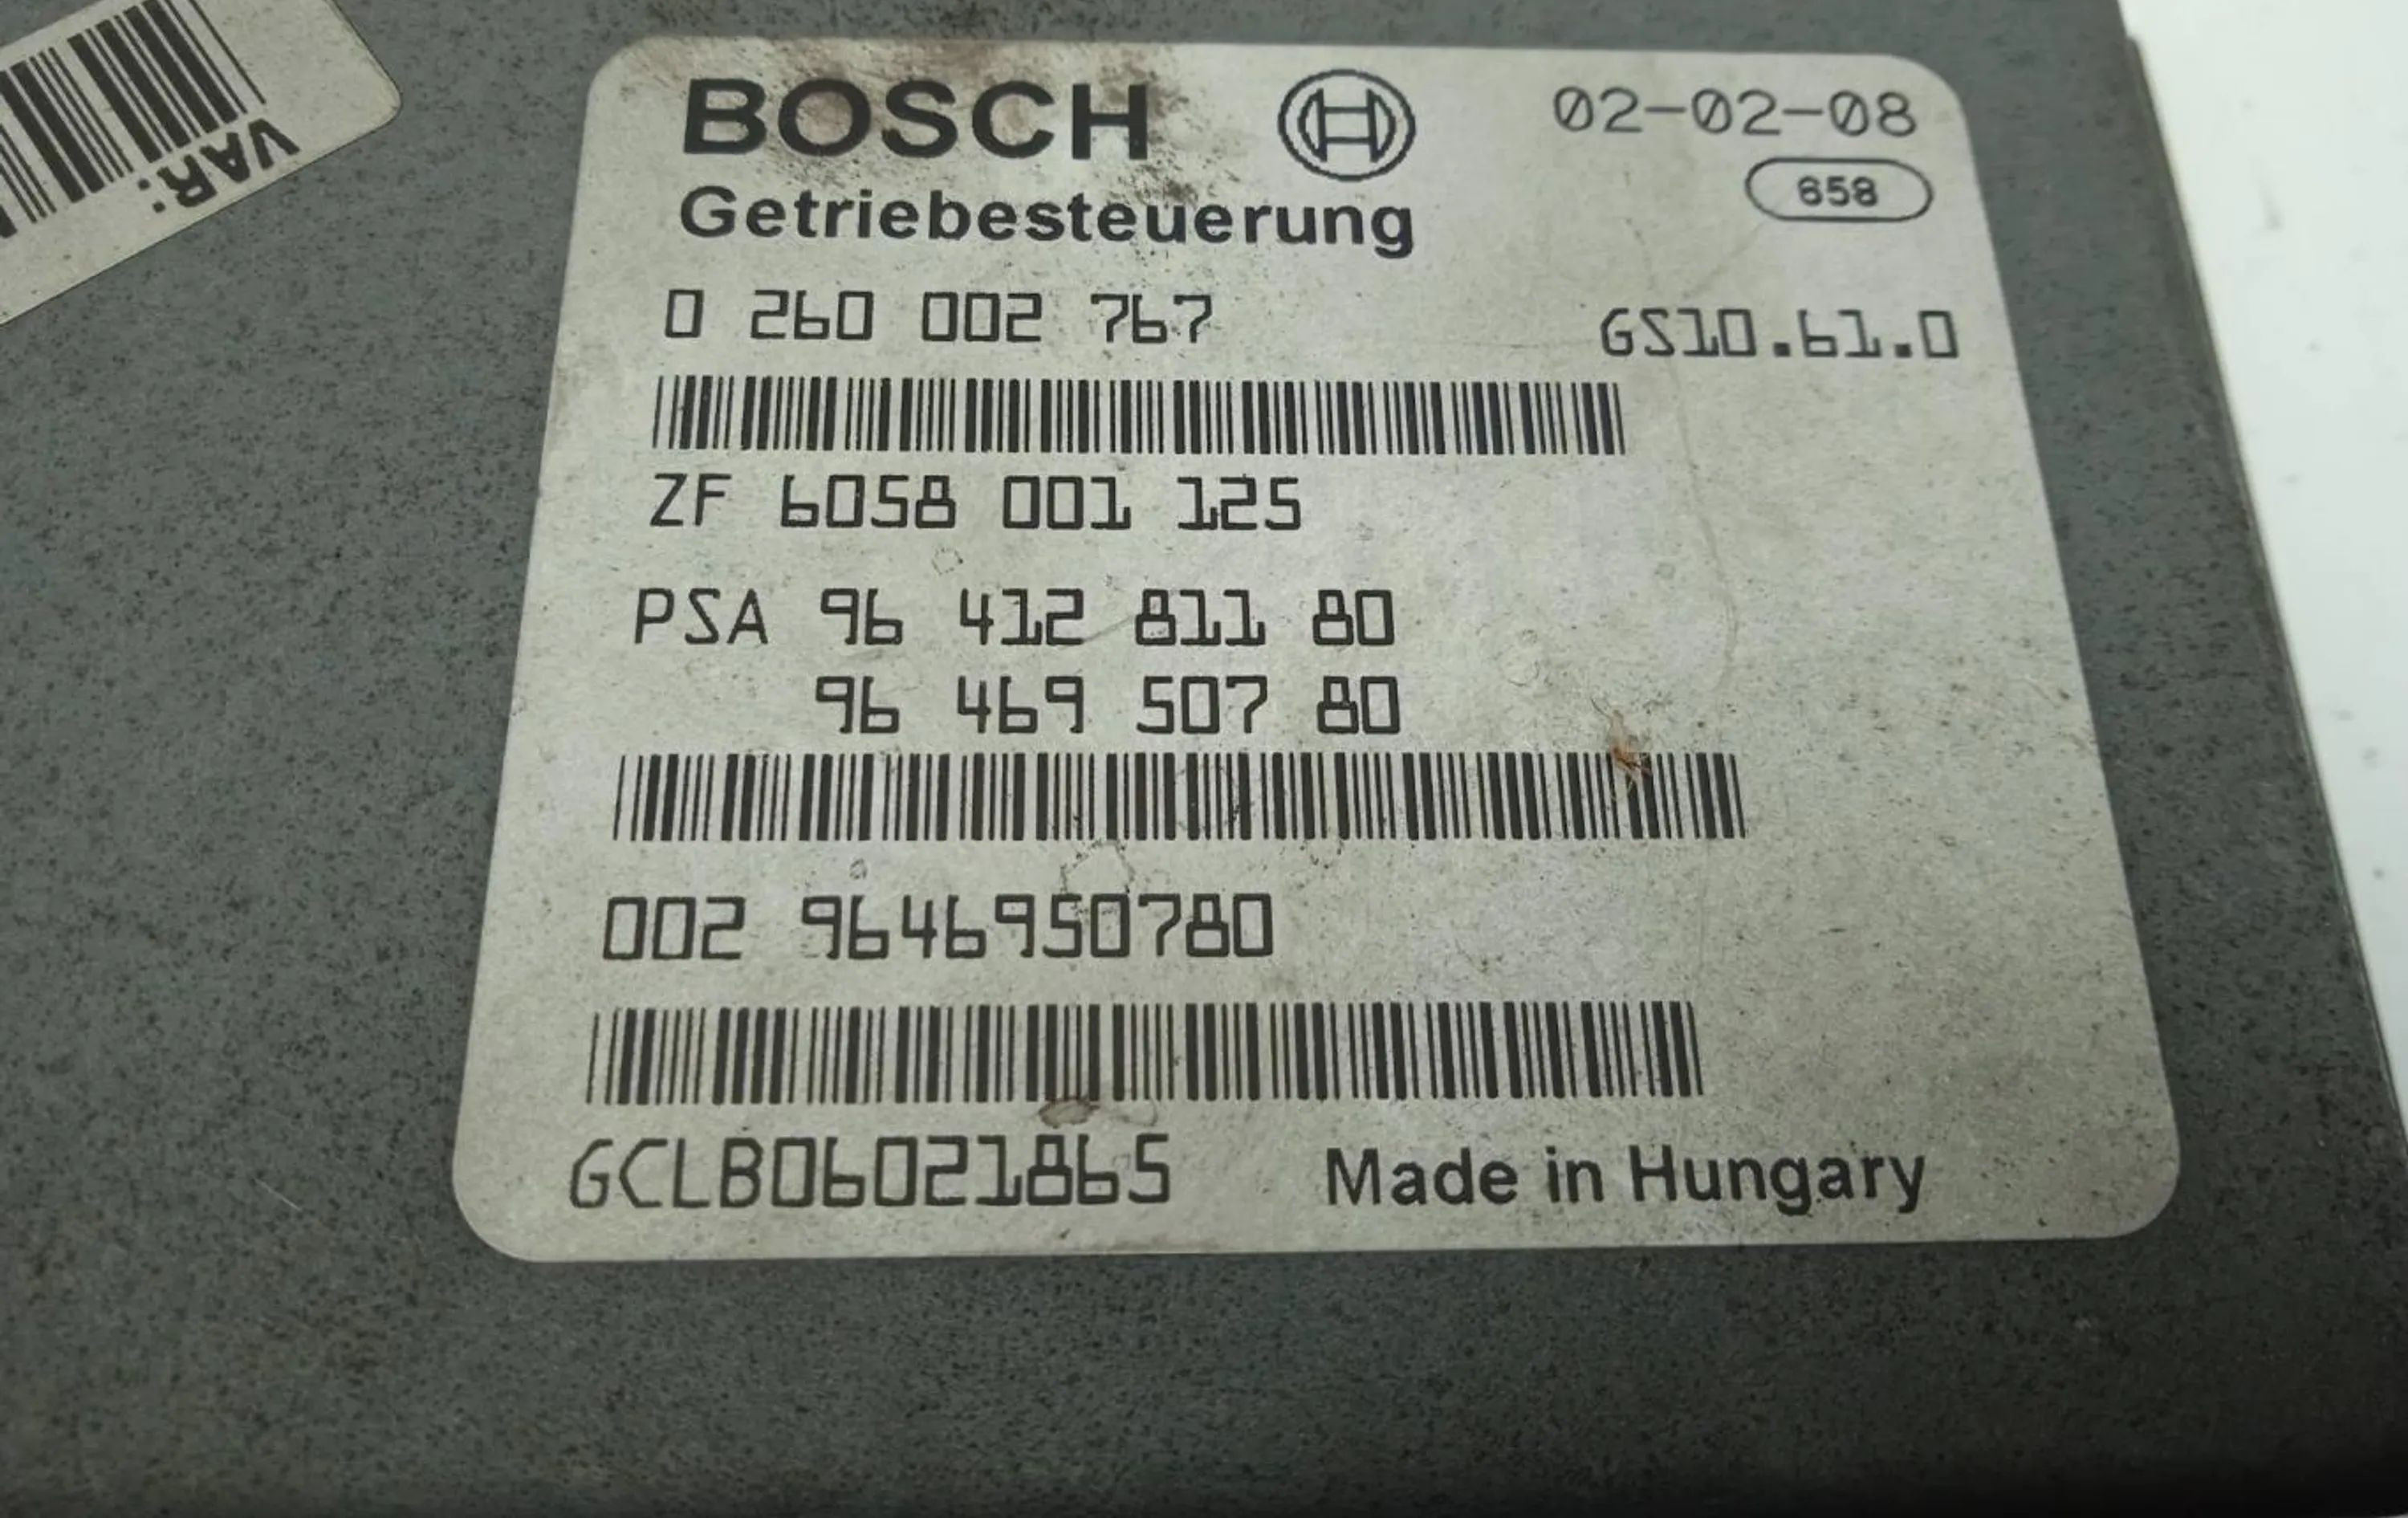 VAR:
BOSCH 02-02-08
658
Getriebesteuerung
0 260 002 767 GS10.61.0
ZF 6058 001 125
PSA 96 412 811 80
96 469 507 80
002 9646950780
GCLB06021865 Made in Hungary